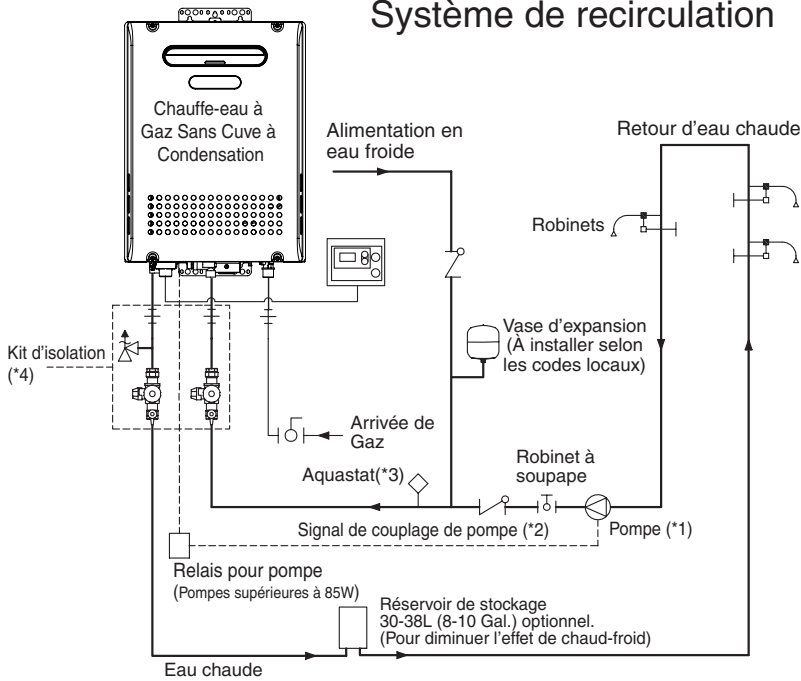 Système de recirculation
Chauffe-eau à
Gaz Sans Cuve à
Condensation
Alimentation en
eau froide
Retour d'eau chaude
Robinets
Vase d'expansion
(À installer selon
les codes locaux)
Kit d'isolation
(*4)
Arrivée de
Gaz
Aquastat(*3)
Robinet à
soupape
Signal de couplage de pompe (*2)
Pompe (*1)
Relais pour pompe
(Pompes supérieures à 85W)
Réservoir de stockage
30-38L (8-10 Gal.) optionnel.
(Pour diminuer l'effet de chaud-froid)
Eau chaude